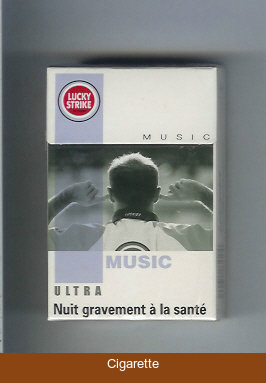 LUCKY
STRIKE
MUSIC
MUSIC
ULTRA
Nuit gravement à la santé
Cigarette